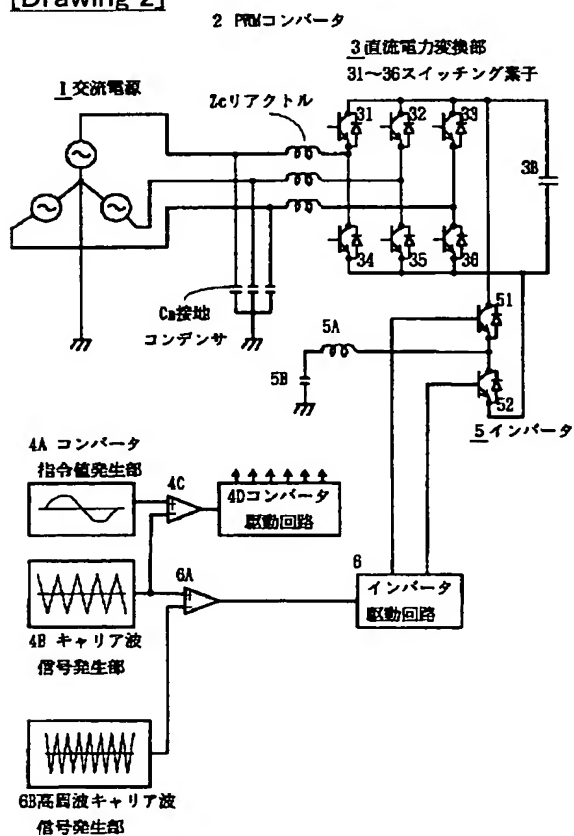 [Drawing 2]
2 PWMコンバータ
3 直流電力変換部
31～36スイッチング素子
1 交流電源
Zcリアクトル
31
32
33
3B
34
35
36
Cn接地
コンデンサ
5A
5B
51
52
5 インバータ
4A コンバータ
指令値発生部
4C
4Dコンバータ
駆動回路
6A
6
インバータ
駆動回路
4B キャリア波
信号発生部
6B高周波キャリア波
信号発生部